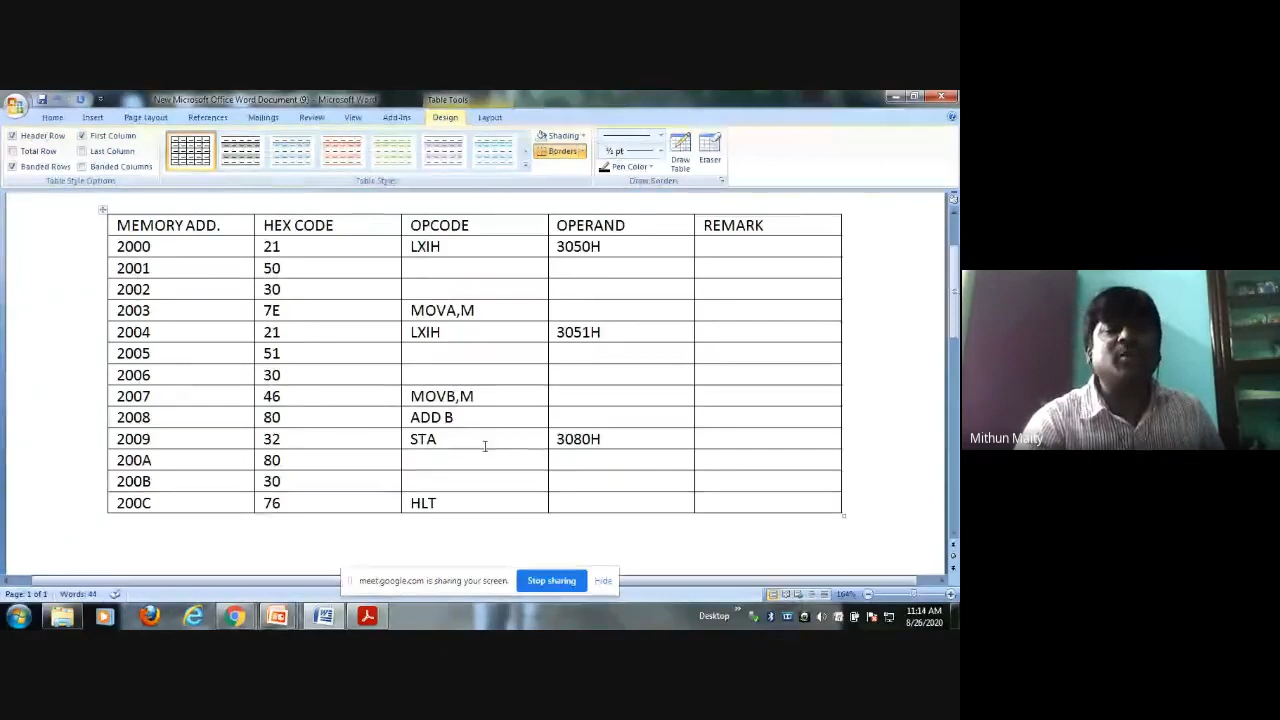 New Microsoft Office Word Document (9) - Microsoft Word
Table Tools
Home Insert Page Layout References Mailings Review View Add-Ins Design Layout
Header Row First Column
Total Row Last Column
Banded Rows Banded Columns
Table Style Options
Table Styles
Shading
Borders
½ pt
Pen Color
Draw Table
Eraser
Draw Borders
MEMORY ADD. HEX CODE OPCODE OPERAND REMARK
2000 21 LXIH 3050H
2001 50
2002 30
2003 7E MOVA,M
2004 21 LXIH 3051H
2005 51
2006 30
2007 46 MOVB,M
2008 80 ADD B
2009 32 STA 3080H
200A 80
200B 30
200C 76 HLT
Mithun Maity
meet.google.com is sharing your screen. Stop sharing Hide
Page: 1 of 1 Words: 44 164%
Desktop
11:14 AM
8/26/2020